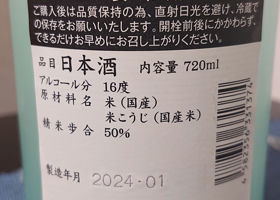 ご購入後は品質保持の為、直射日光を避け、冷蔵で
の保存をお願いいたします。開栓前後にかかわらず、
できるだけお早めにお召し上がりください。
品目 日本酒 内容量 720ml
アルコール分 16度
原材料名 米(国産)
米こうじ(国産米)
精米歩合 50%
製造年月 2024-01